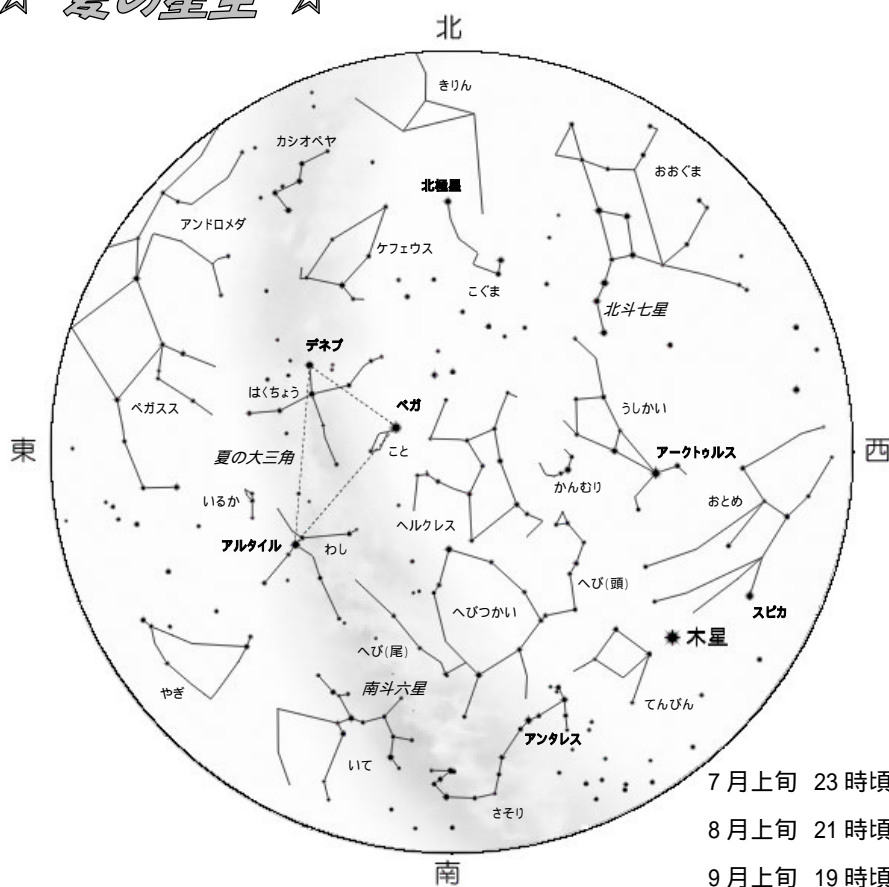 ☆ 夏の星空 ☆
北
きりん
カシオペヤ
おおぐま
北極星
アンドロメダ
ケフェウス
こぐま
北斗七星
デネブ
はくちょう
ベガ
ペガスス
うしかい
東
夏の大三角
こと
アークトゥルス
西
かんむり
おとめ
いるか
ヘルクレス
アルタイル
わし
へび(頭)
へびつかい
スピカ
木星
へび(尾)
やぎ
南斗六星
てんびん
アンタレス
いて
さそり
7月上旬 23時頃
8月上旬 21時頃
南
9月上旬 19時頃